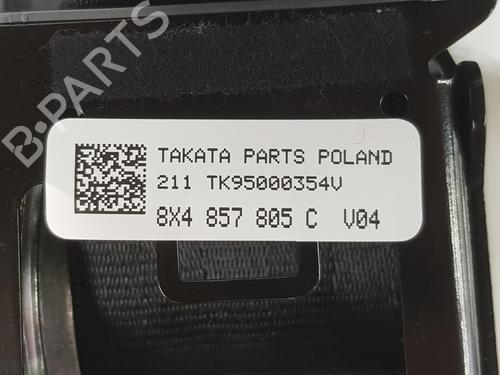 B-PARTS
TAKATA PARTS POLAND
211 TK95000354V
8X4 857 805 C V04